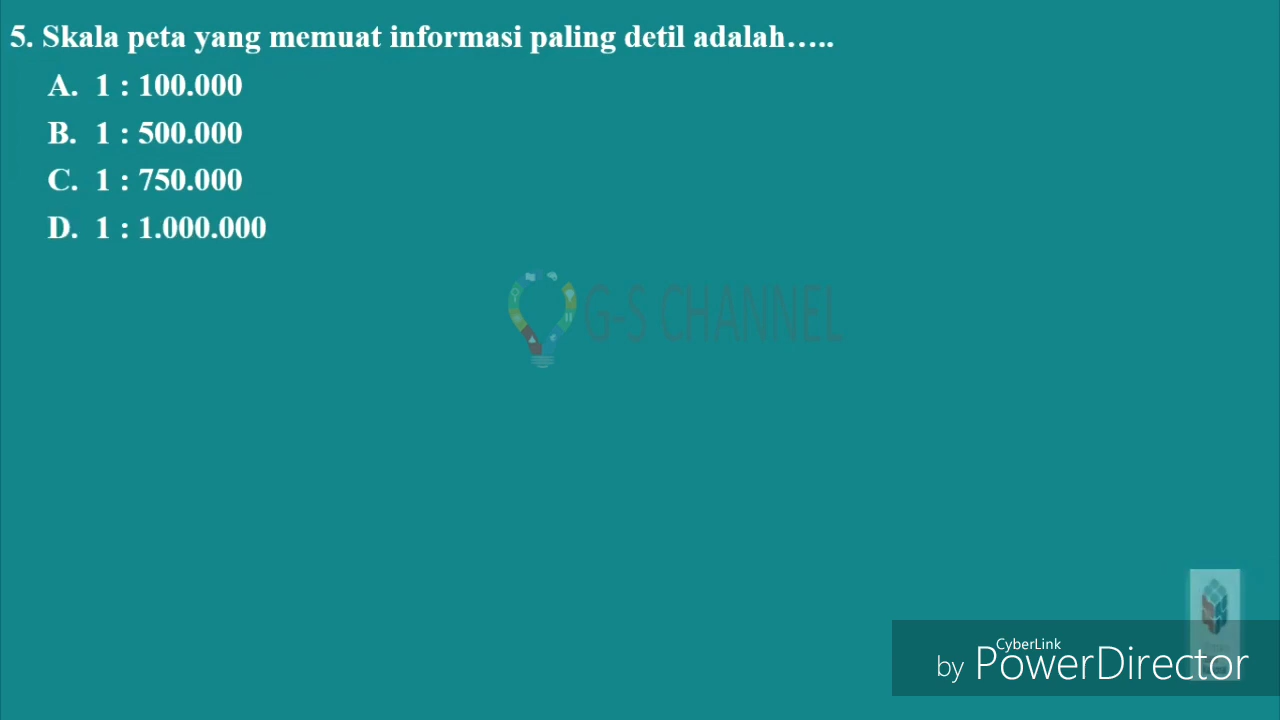 5. Skala peta yang memuat informasi paling detil adalah.....
A. 1 : 100.000
B. 1 : 500.000
C. 1 : 750.000
D. 1 : 1.000.000
G-S CHANNEL
CyberLink
by PowerDirector